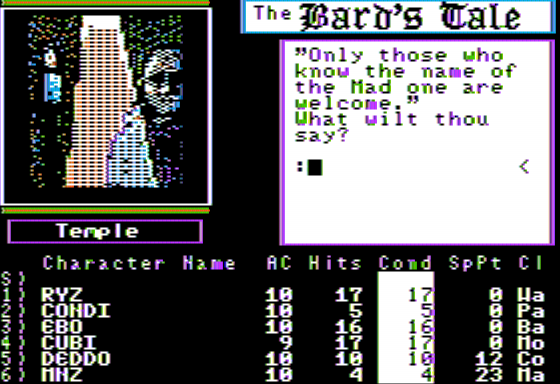 The Bard's Tale
"Only those who
know the name of
the Mad one are
welcome."
What wilt thou
say?
:
<
Temple
Character Name AC Hits Cond SpPt Cl
S)
1) RYZ 10 17 17 0 Wa
2) CONDI 10 5 5 0 Pa
3) EBO 10 16 16 0 Ba
4) CUBI 9 17 17 0 Mo
5) DEDDO 10 10 10 12 Co
6) MNZ 10 4 4 23 Ma